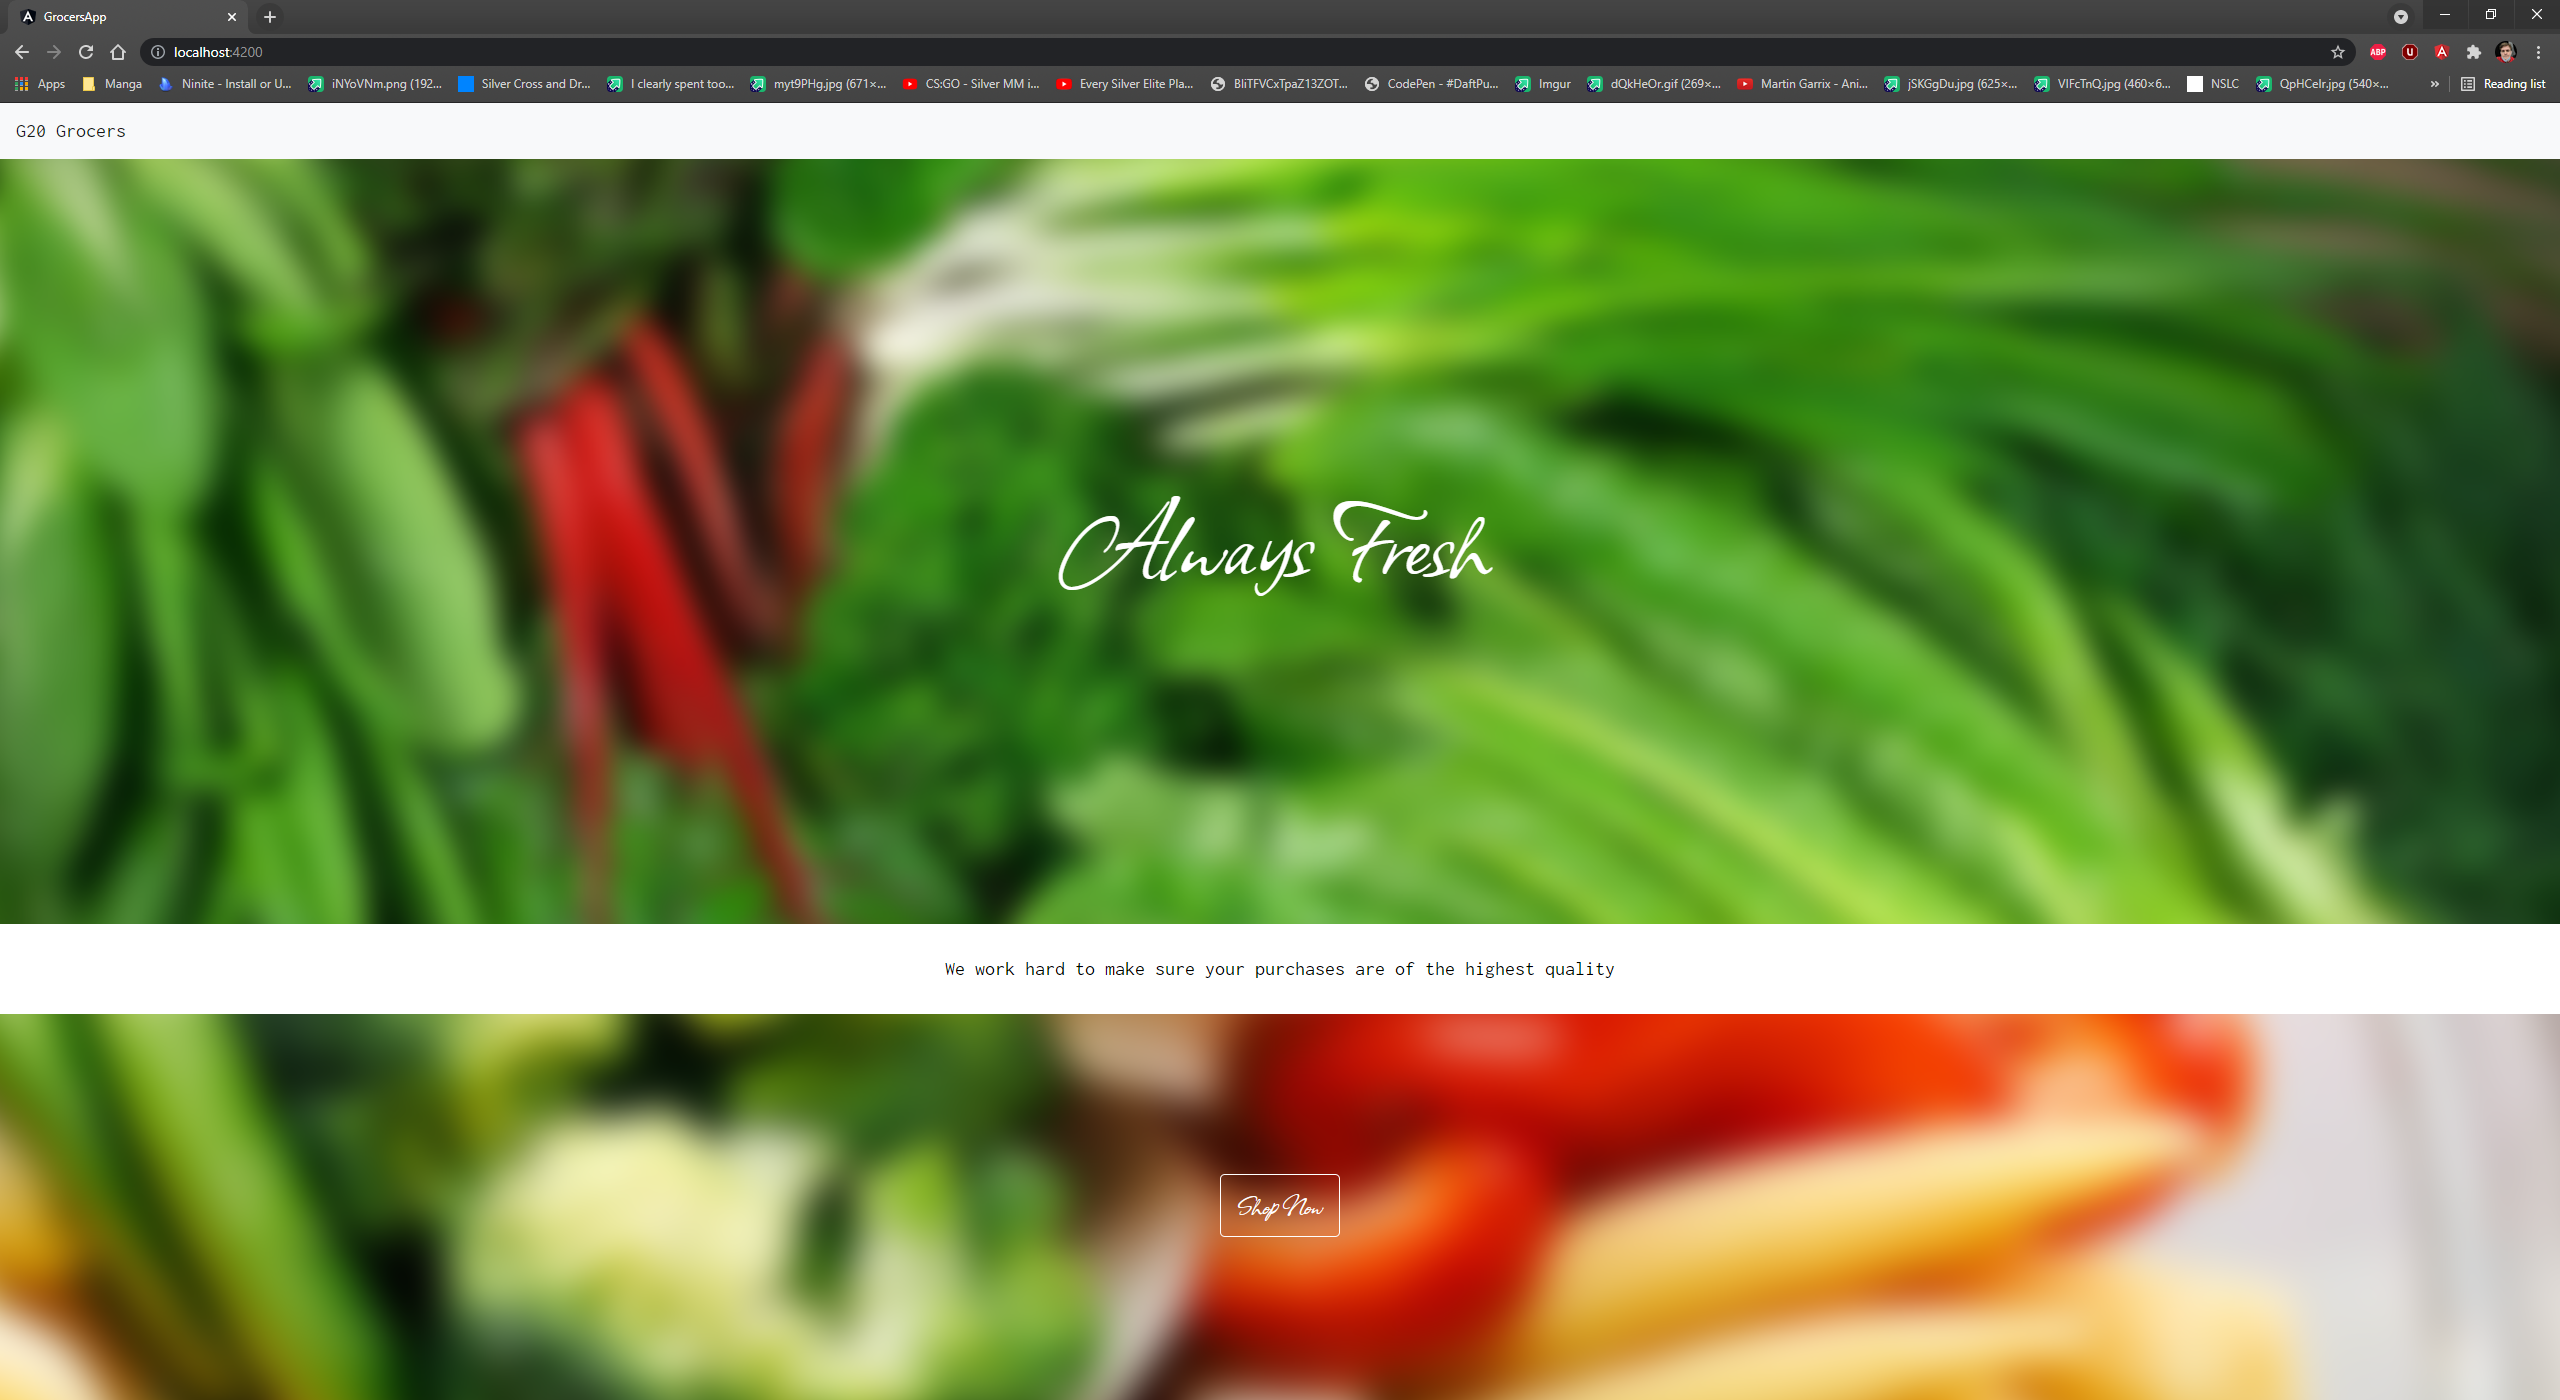 GrocersApp
localhost:4200
Apps Manga Ninite - Install or U... iNYoVNm.png (192... Silver Cross and Dr... I clearly spent too... myt9PHg.jpg (671×... CS:GO - Silver MM i... Every Silver Elite Pla... BliTFVCxTpaZ13ZOT... CodePen - #DaftPu... Imgur dQkHeOr.gif (269×... Martin Garrix - Ani... jSKGgDu.jpg (625×... VIFcTnQ.jpg (460×6... NSLC QpHCeIr.jpg (540×... » Reading list
G20 Grocers
Always Fresh
We work hard to make sure your purchases are of the highest quality
Shop Now